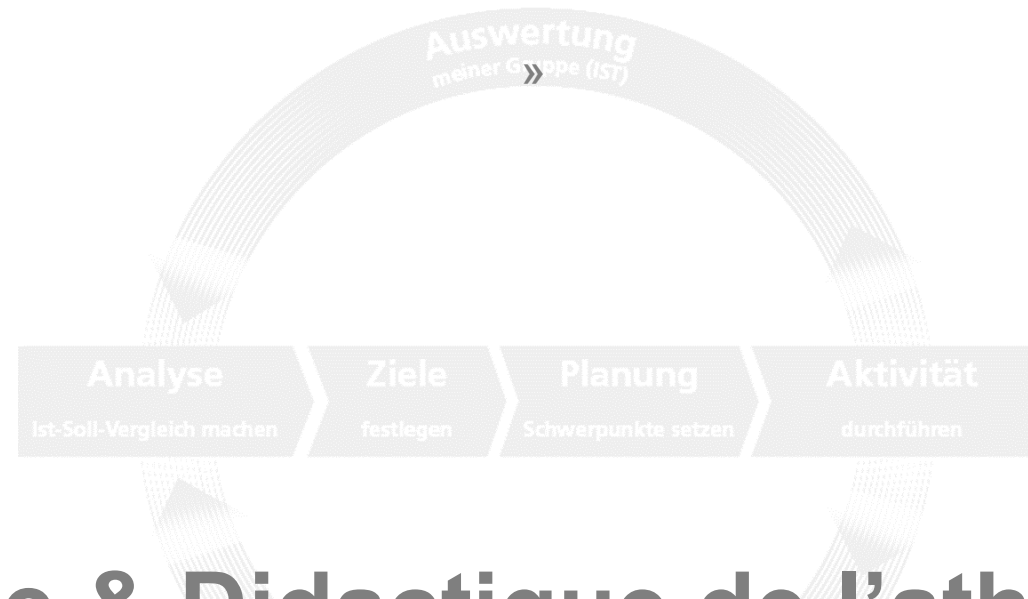 Auswertung
meiner Gruppe (IST)
»
Analyse
Ziele
Planung
Aktivität
Ist-Soll-Vergleich machen
festlegen
Schwerpunkte setzen
durchführen
& Didactique de l’ath